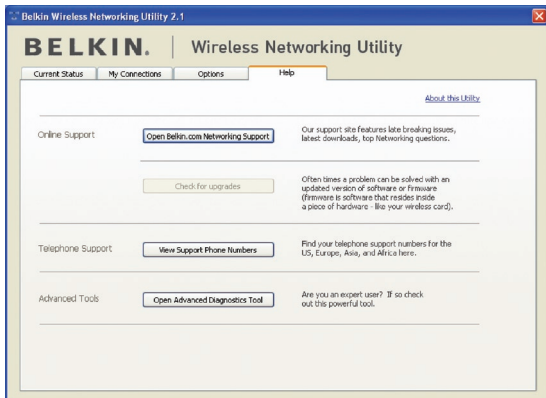 Belkin Wireless Networking Utility 2.1
BELKIN. | Wireless Networking Utility
Current Status My Connections Options Help
About this Utility
Online Support
Open Belkin.com Networking Support
Our support site features late breaking issues,
latest downloads, top Networking questions.
Check for upgrades
Often times a problem can be solved with an
updated version of software or firmware
(firmware is software that resides inside
a piece of hardware - like your wireless card).
Telephone Support
View Support Phone Numbers
Find your telephone support numbers for the
US, Europe, Asia, and Africa here.
Advanced Tools
Open Advanced Diagnostics Tool
Are you an expert user? If so check
out this powerful tool.